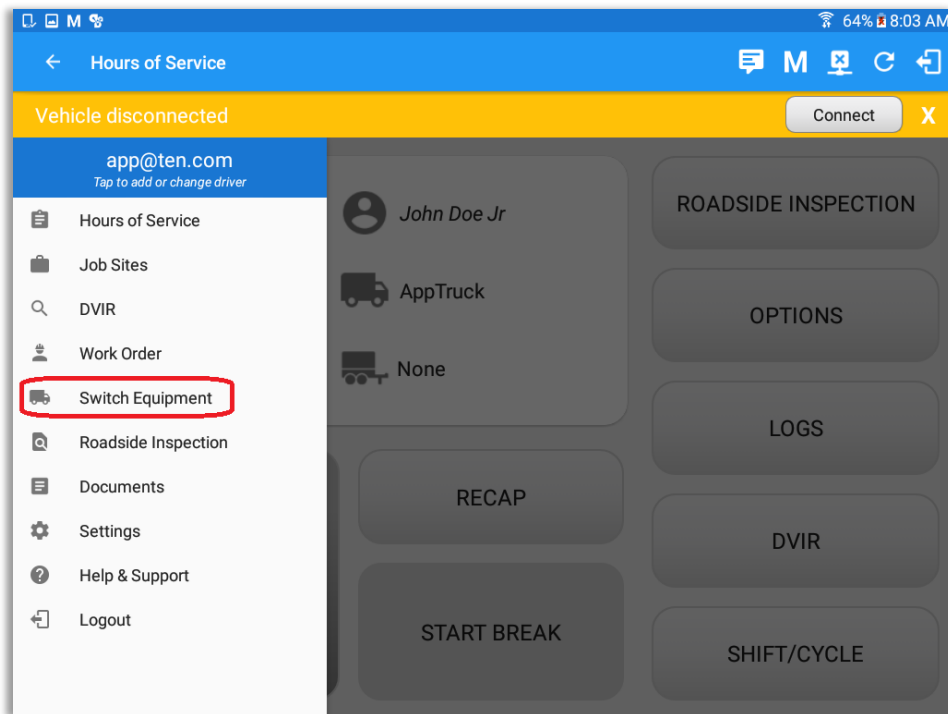 M
64% 8:03 AM
Hours of Service
M
Vehicle disconnected
Connect
X
app@ten.com
Tap to add or change driver
Hours of Service
Job Sites
DVIR
Work Order
Switch Equipment
Roadside Inspection
Documents
Settings
Help & Support
Logout
John Doe Jr
AppTruck
None
RECAP
START BREAK
ROADSIDE INSPECTION
OPTIONS
LOGS
DVIR
SHIFT/CYCLE